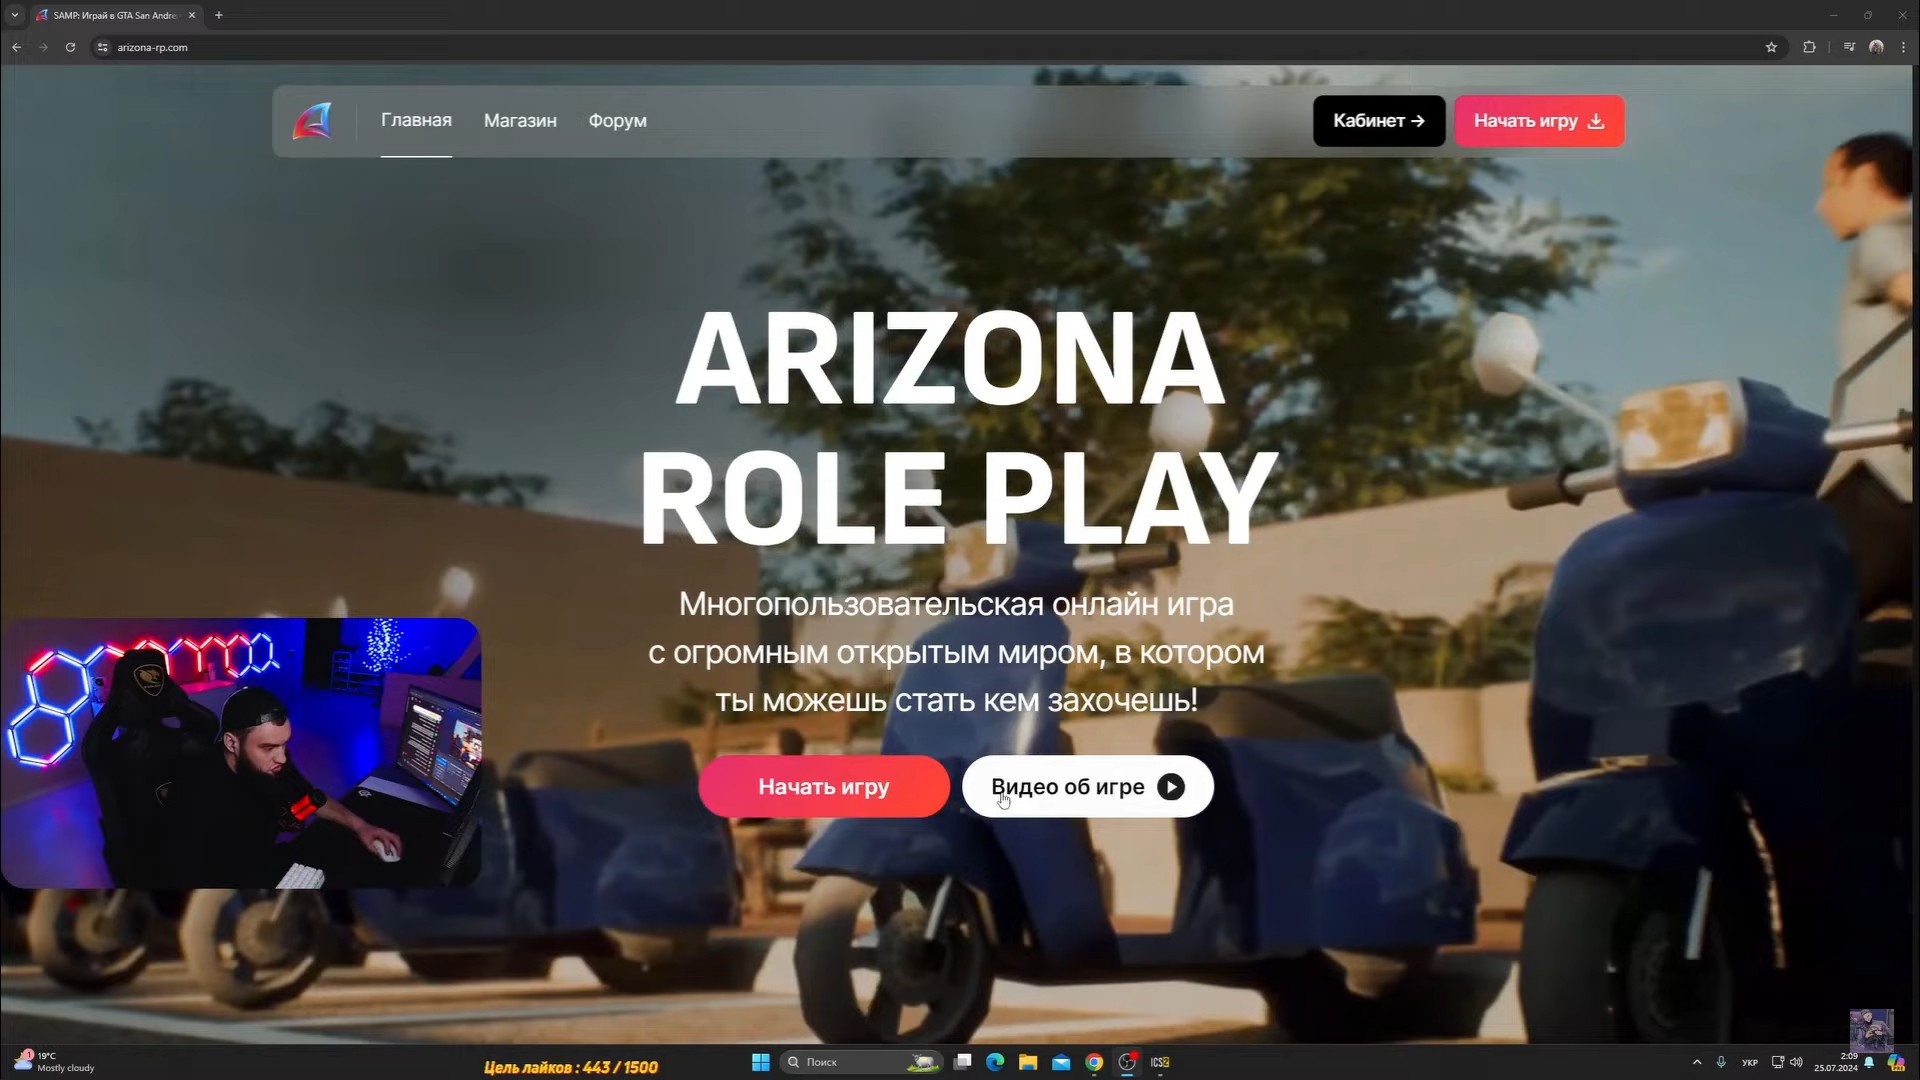 SAMP: Играй в GTA San Andre
arizona-rp.com
Главная
Магазин
Форум
Кабинет →
Начать игру
ARIZONA
ROLE PLAY
Многопользовательская онлайн игра
с огромным открытым миром, в котором
ты можешь стать кем захочешь!
Начать игру
Видео об игре
1
19°C
Mostly cloudy
Цель лайков : 443 / 1500
Поиск
УКР
2:09
25.07.2024